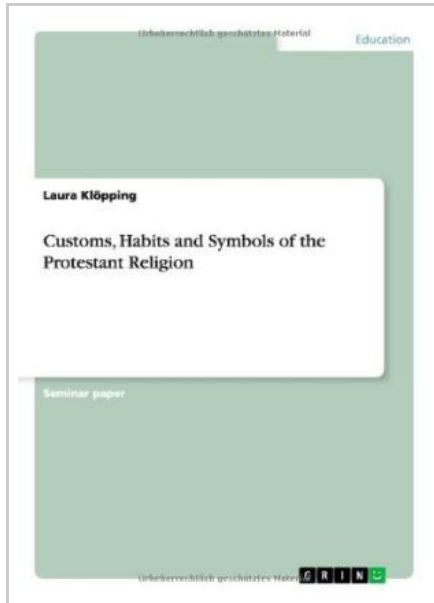 Urheberrechtlich geschütztes Material
Education
Laura Klöpping
Customs, Habits and Symbols of the
Protestant Religion
Seminar paper
Urheberrechtlich geschütztes Mater
GRIN